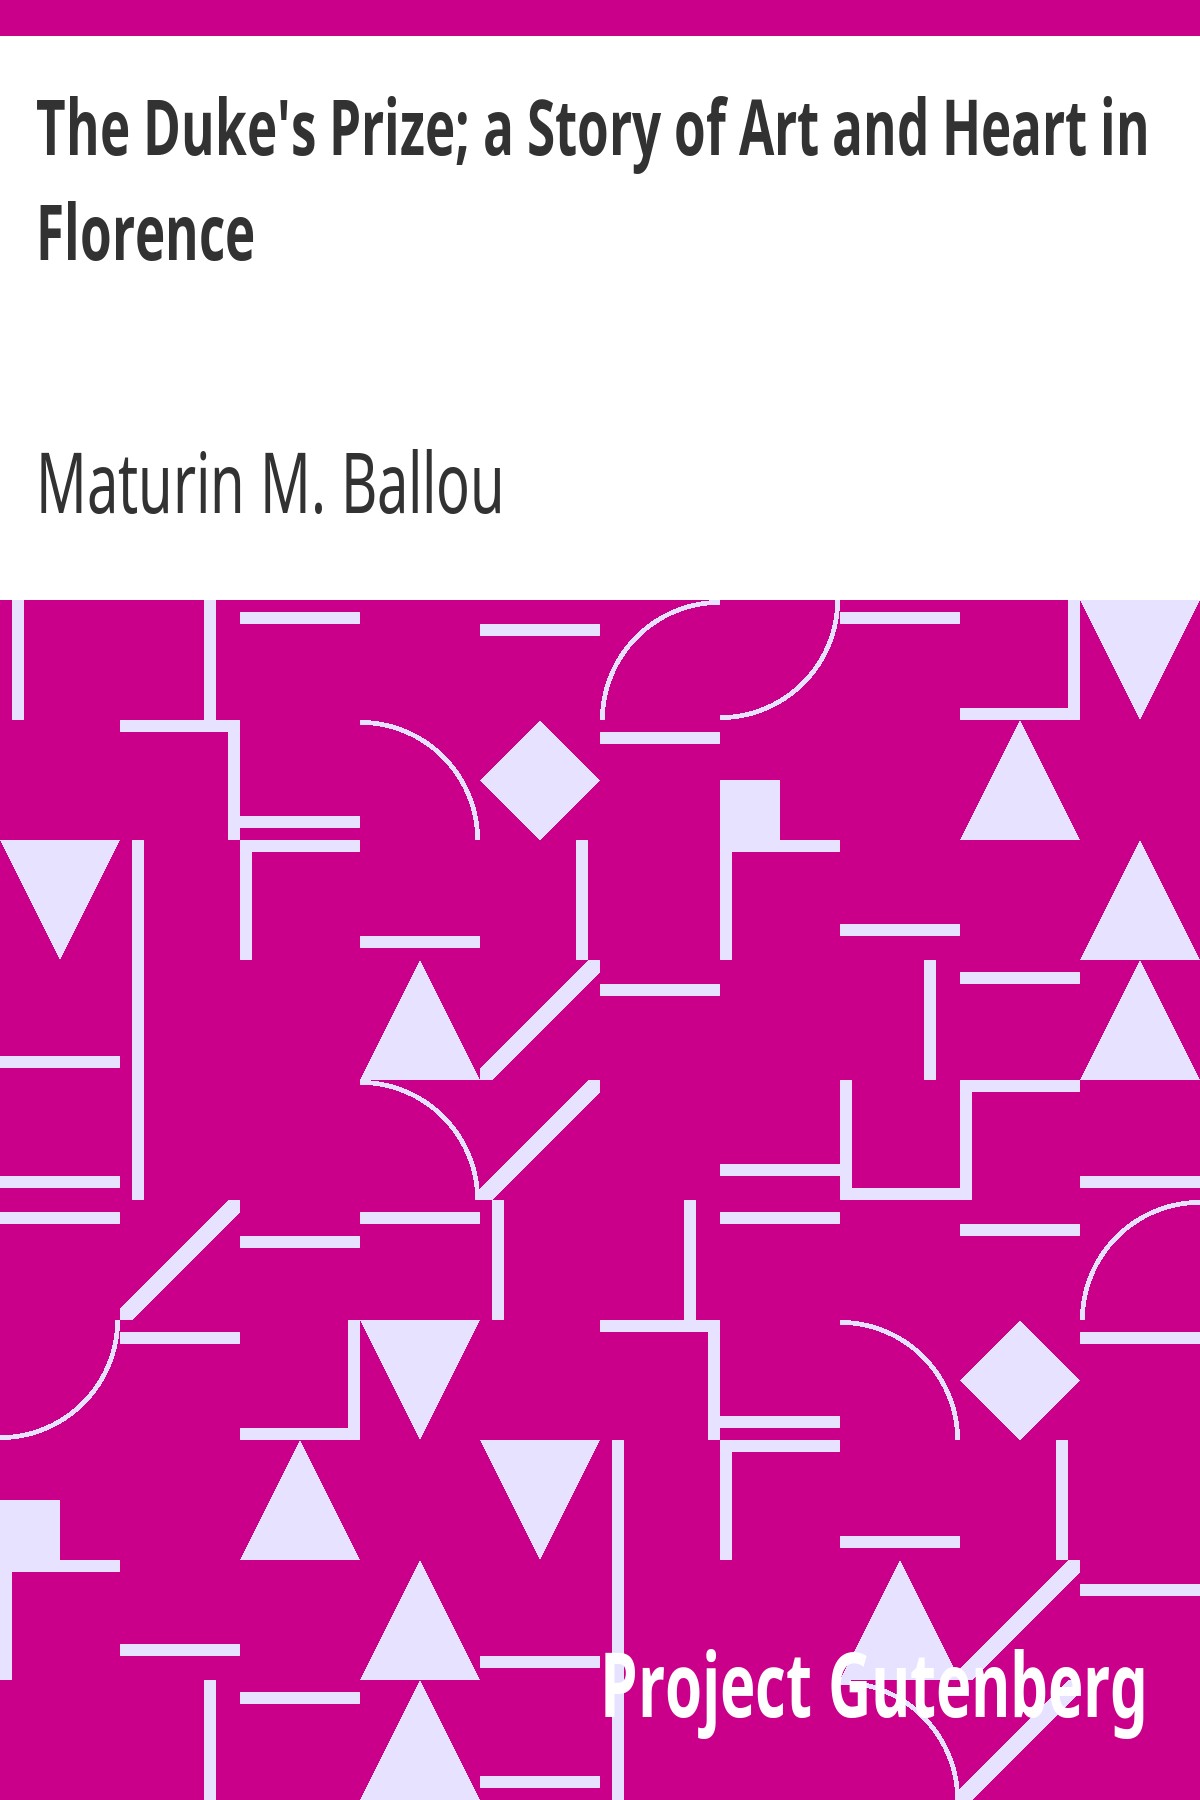 The Duke's Prize; a Story of Art and Heart in
Florence
Maturin M. Ballou
Project Gutenberg